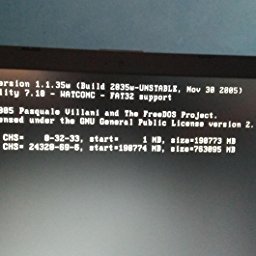 ersion 1.1.35w (Build 2035w-UNSTABLE, Nov 30 2005)
lity 7.10 - WATCOMC - FAT32 support
005 Pasquale Villani and The FreeDOS Project.
ensed under the GNU General Public License version 2.
CHS= 0-32-33, start= 1 MB, size=190773 MB
CHS= 24320-69-6, start=190774 MB, size=763095 MB